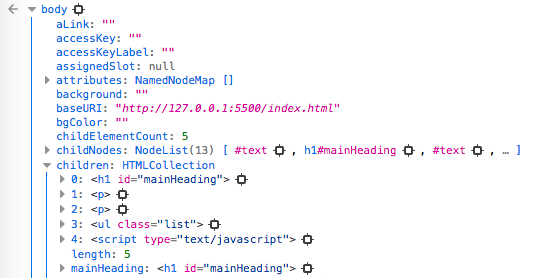 body
aLink: ""
accessKey: ""
accessKeyLabel: ""
assignedSlot: null
attributes: NamedNodeMap []
background: ""
baseURI: "http://127.0.0.1:5500/index.html"
bgColor: ""
childElementCount: 5
childNodes: NodeList(13) [ #text , h1#mainHeading , #text , … ]
children: HTMLCollection
0: <h1 id="mainHeading">
1: <p>
2: <p>
3: <ul class="list">
4: <script type="text/javascript">
length: 5
mainHeading: <h1 id="mainHeading">